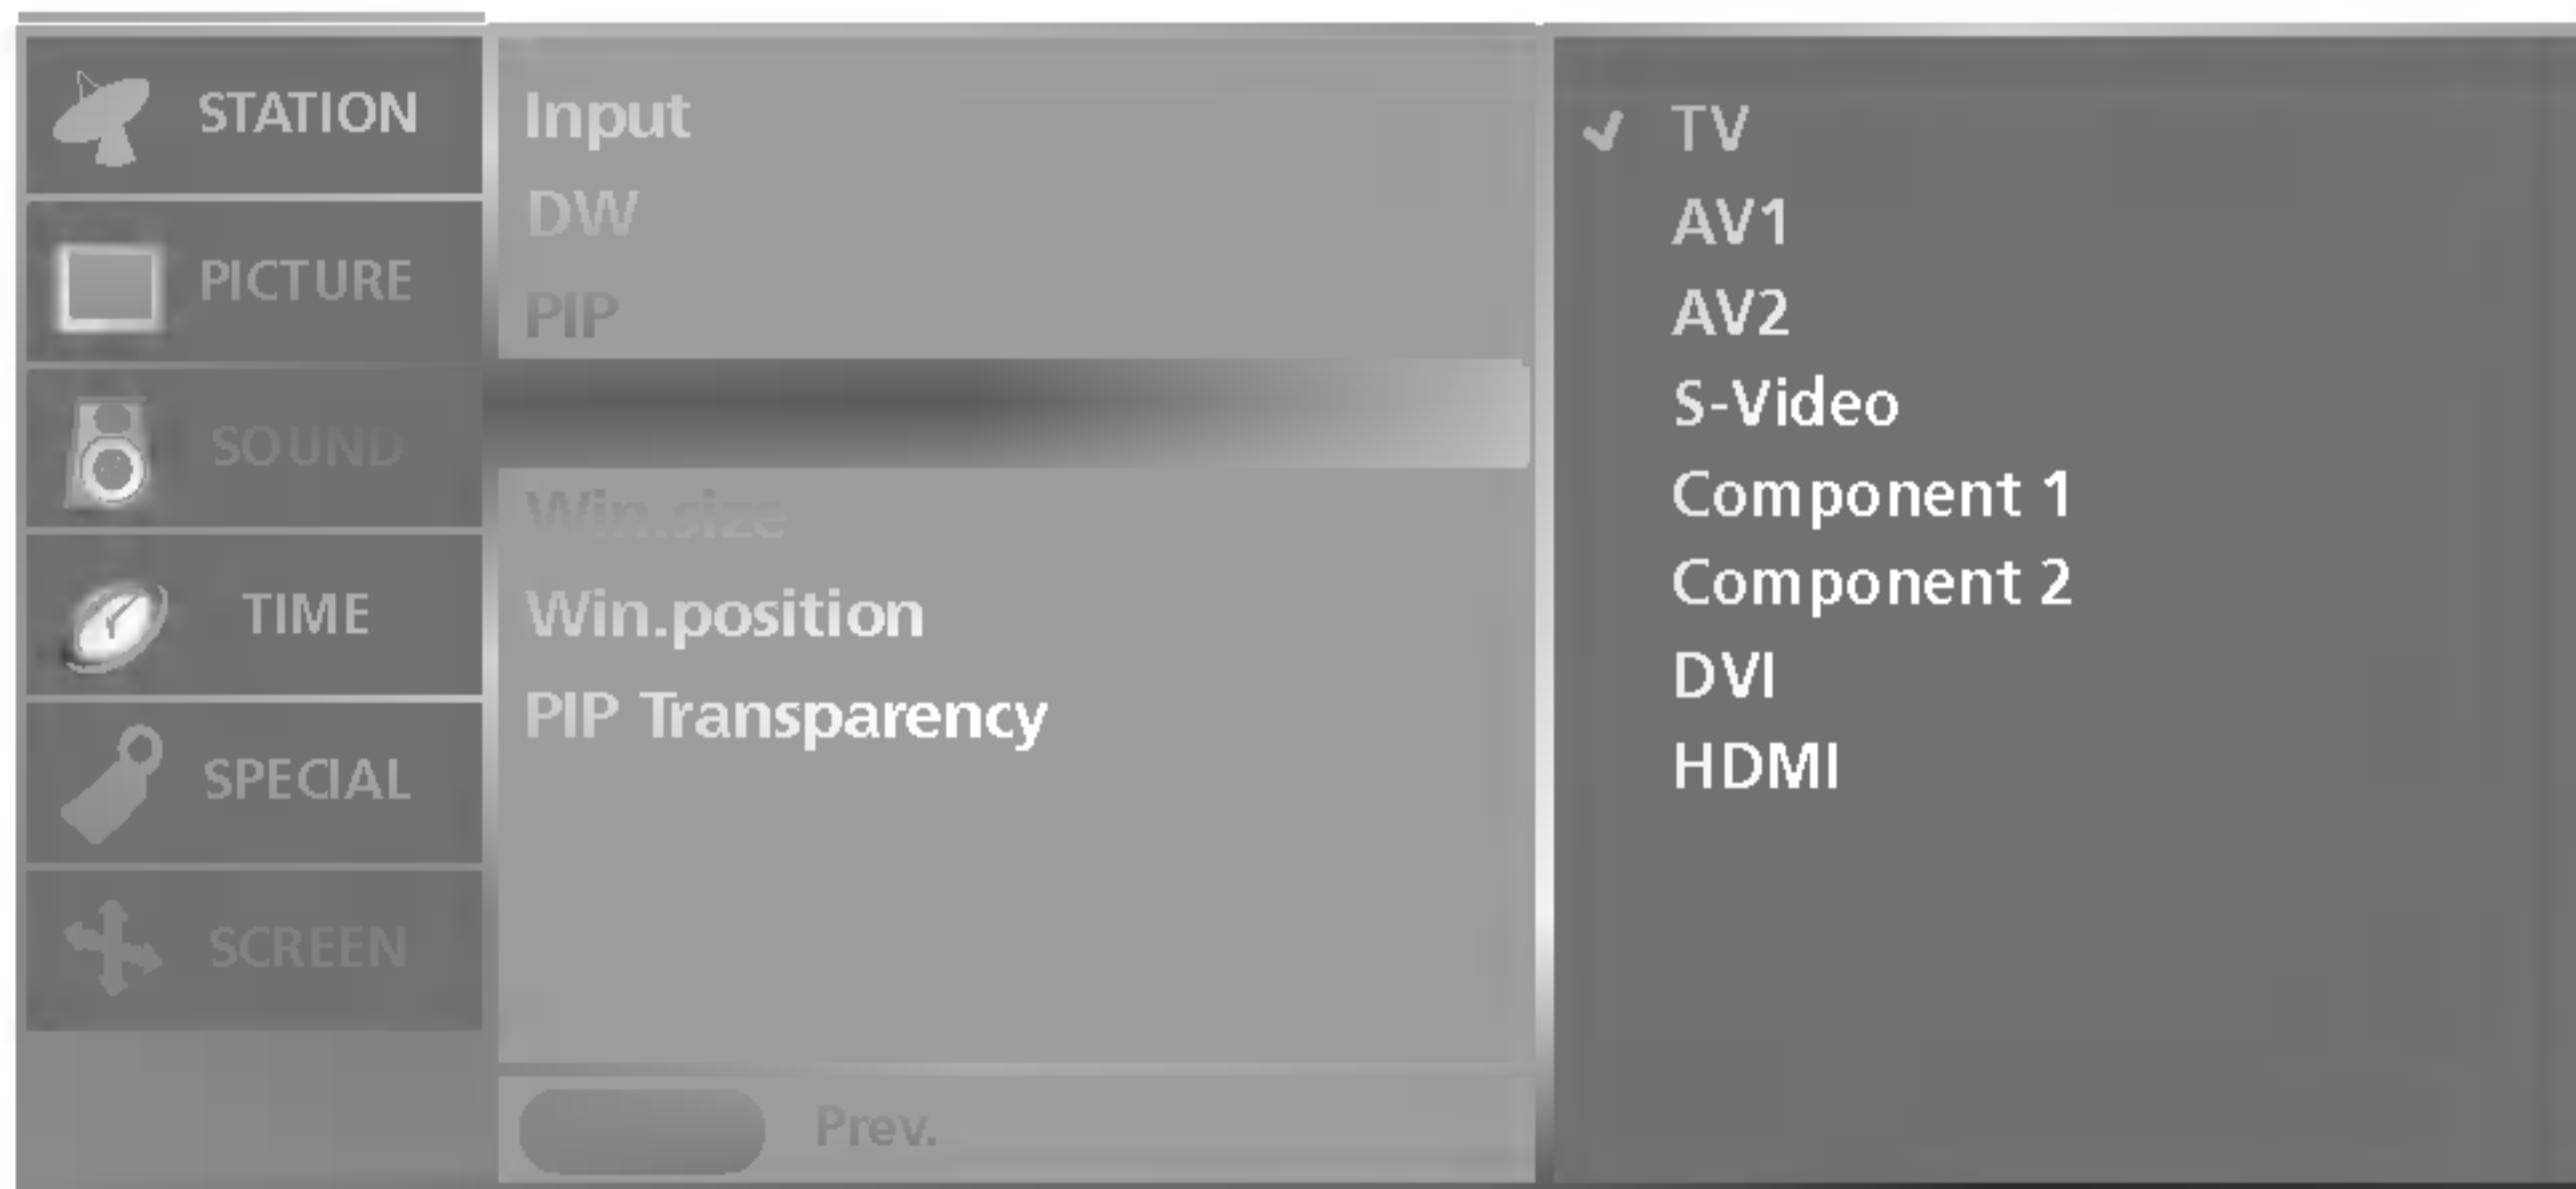 STATION
PICTURE
SOUND
TIME
SPECIAL
SCREEN
Input
DW
PIP
Win.size
Win.position
PIP Transparency
Prev.
TV
AV1
AV2
S-Video
Component 1
Component 2
DVI
HDMI